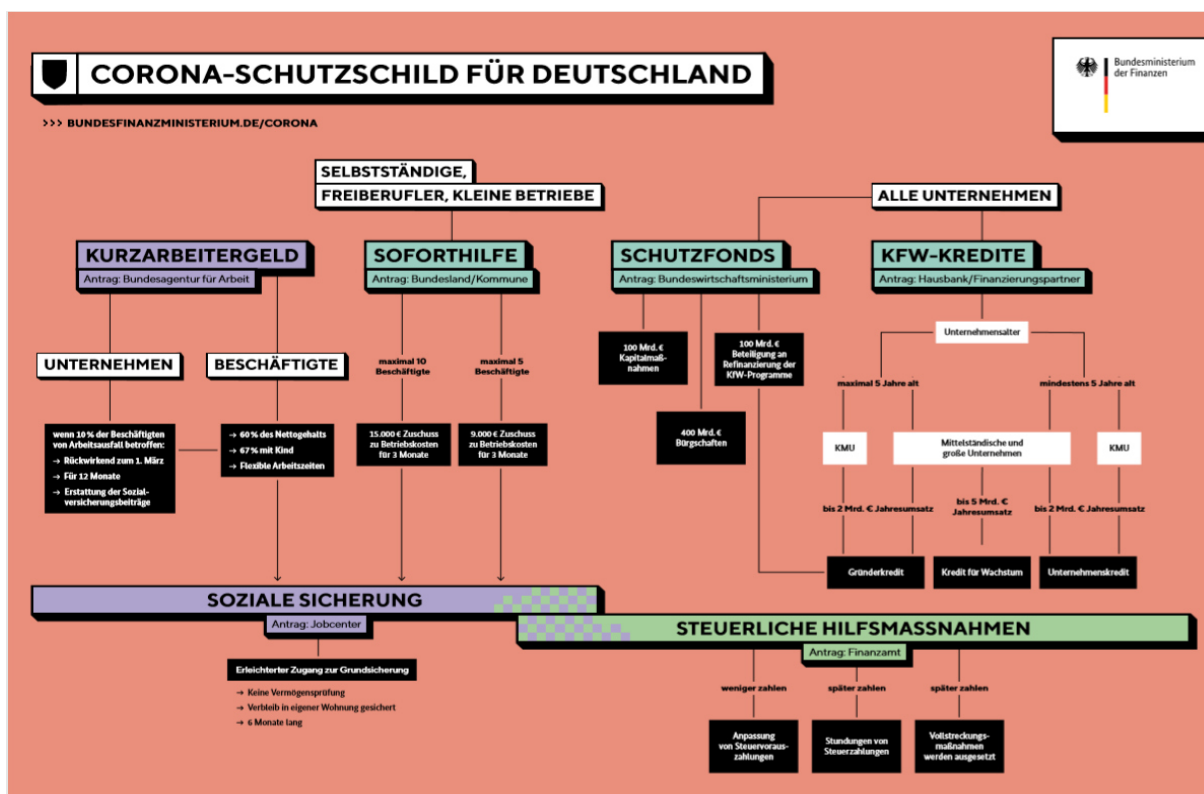 CORONA-SCHUTZSCHILD FÜR DEUTSCHLAND
>>> BUNDESFINANZMINISTERIUM.DE/CORONA
Bundesministerium
der Finanzen
SELBSTSTÄNDIGE,
FREIBERUFLER, KLEINE BETRIEBE
ALLE UNTERNEHMEN
KURZARBEITERGELD
Antrag: Bundesagentur für Arbeit
SOFORTHILFE
Antrag: Bundesland/Kommune
SCHUTZFONDS
Antrag: Bundeswirtschaftsministerium
KFW-KREDITE
Antrag: Hausbank/Finanzierungspartner
UNTERNEHMEN
BESCHÄFTIGTE
maximal 10
Beschäftigte
maximal 5
Beschäftigte
100 Mrd. €
Kapitalmaß-
nahmen
100 Mrd. €
Beteiligung an
Refinanzierung der
KfW-Programme
Unternehmensalter
maximal 5 Jahre alt
mindestens 5 Jahre alt
wenn 10 % der Beschäftigten
von Arbeitsausfall betroffen:
→ Rückwirkend zum 1. März
→ Für 12 Monate
→ Erstattung der Sozial-
versicherungsbeiträge
→ 60 % des Nettogehalts
→ 67 % mit Kind
→ Flexible Arbeitszeiten
15.000 € Zuschuss
zu Betriebskosten
für 3 Monate
9.000 € Zuschuss
zu Betriebskosten
für 3 Monate
400 Mrd. €
Bürgschaften
KMU
Mittelständische und
große Unternehmen
KMU
bis 2 Mrd. € Jahresumsatz
bis 5 Mrd. €
Jahresumsatz
bis 2 Mrd. € Jahresumsatz
Gründerkredit
Kredit für Wachstum
Unternehmenskredit
SOZIALE SICHERUNG
Antrag: Jobcenter
Erleichterter Zugang zur Grundsicherung
→ Keine Vermögensprüfung
→ Verbleib in eigener Wohnung gesichert
→ 6 Monate lang
STEUERLICHE HILFSMASSNAHMEN
Antrag: Finanzamt
weniger zahlen
später zahlen
später zahlen
Anpassung
von Steuervoraus-
zahlungen
Stundungen von
Steuerzahlungen
Vollstreckungs-
maßnahmen
werden ausgesetzt